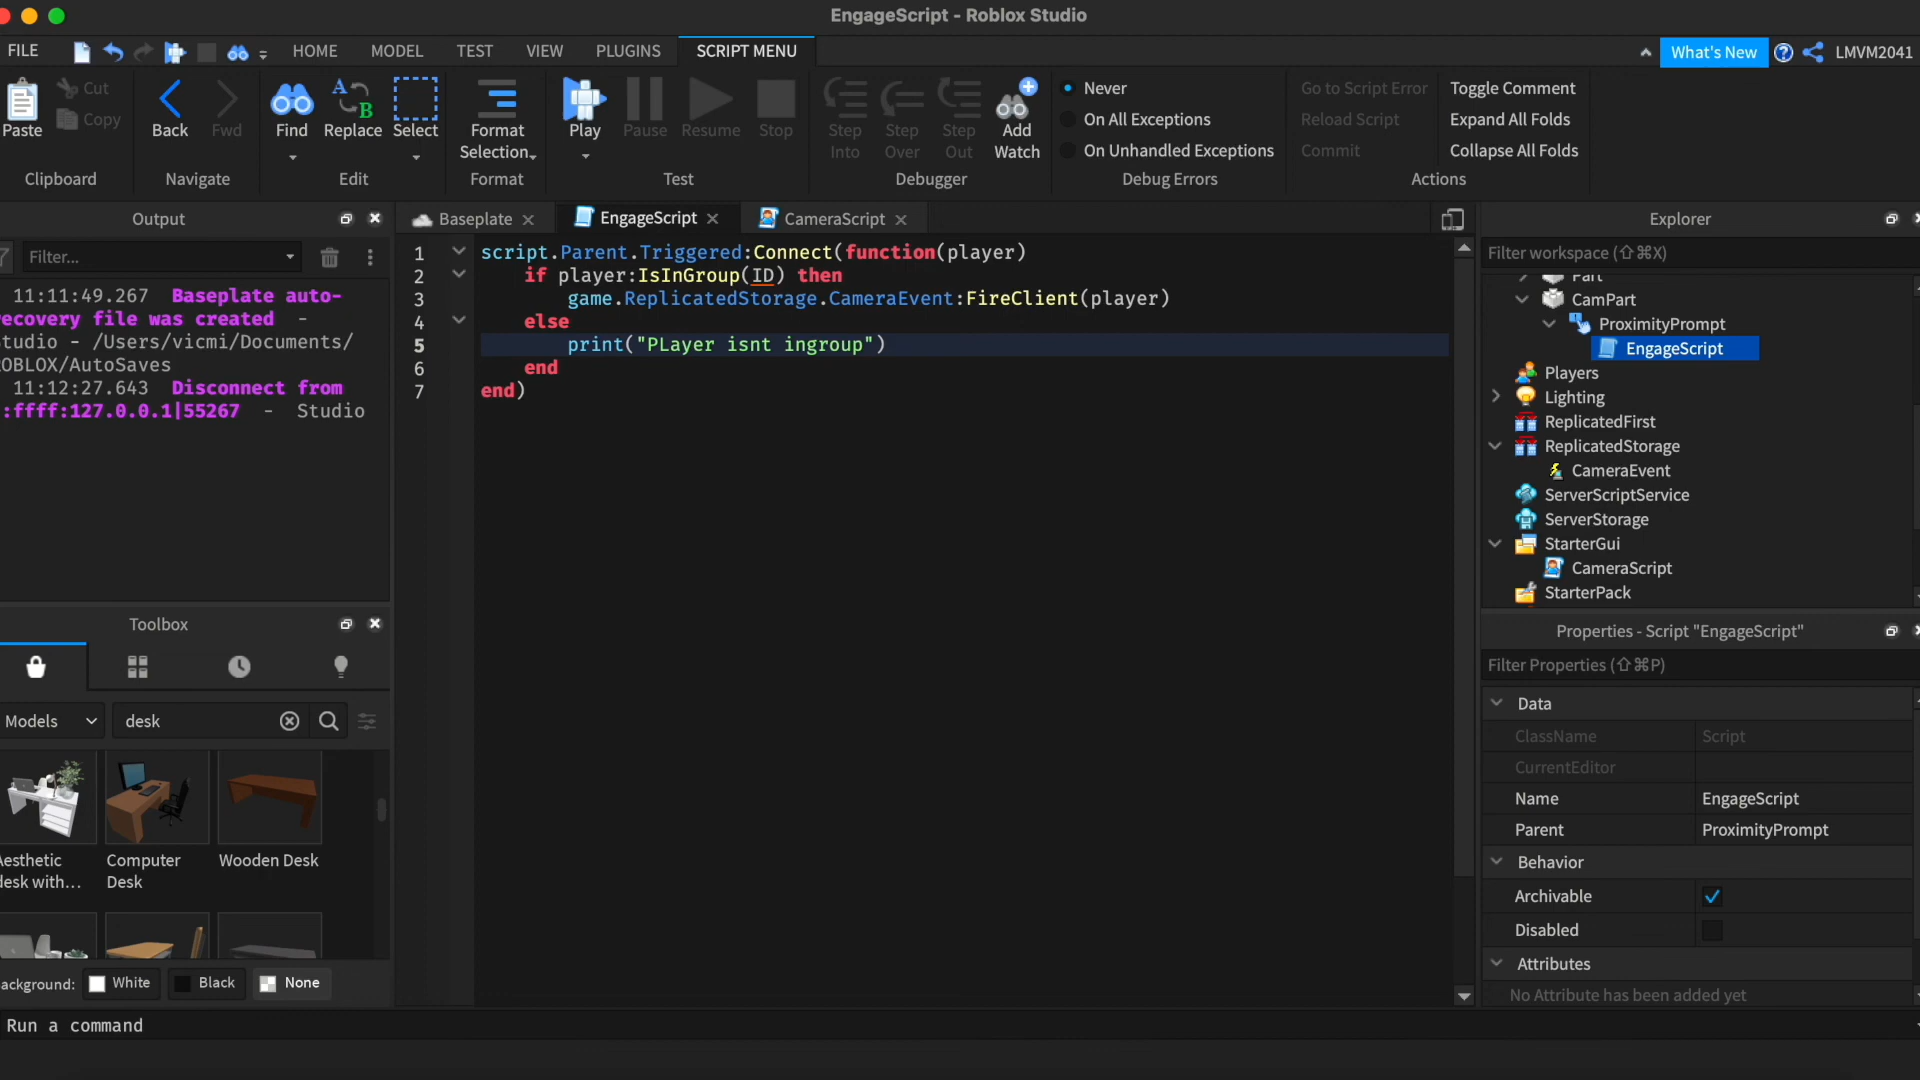 EngageScript - Roblox Studio
FILE
HOME
MODEL
TEST
VIEW
PLUGINS
SCRIPT MENU
What's New
LMVM2041
Paste
Cut
Copy
Clipboard
Back
Fwd
Navigate
Find
Replace
Select
Edit
Format
Selection
Format
Play
Pause
Resume
Stop
Test
Step
Into
Step
Over
Step
Out
Add
Watch
Debugger
Never
On All Exceptions
On Unhandled Exceptions
Debug Errors
Go to Script Error
Reload Script
Commit
Toggle Comment
Expand All Folds
Collapse All Folds
Actions
Output
Filter...
11:11:49.267 Baseplate auto-
ecovery file was created -
Studio - /Users/vicmi/Documents/
ROBLOX/AutoSaves
11:12:27.643 Disconnect from
:ffff:127.0.0.1|55267 - Studio
Baseplate
EngageScript
CameraScript
1 script.Parent.Triggered:Connect(function(player)
2 if player:IsInGroup(ID) then
3 game.ReplicatedStorage.CameraEvent:FireClient(player)
4 else
5 print("PLayer isnt ingroup")
6 end
7 end)
Explorer
Filter workspace (⇧⌘X)
Part
CamPart
ProximityPrompt
EngageScript
Players
Lighting
ReplicatedFirst
ReplicatedStorage
CameraEvent
ServerScriptService
ServerStorage
StarterGui
CameraScript
StarterPack
Toolbox
Models
desk
Aesthetic
desk with...
Computer
Desk
Wooden Desk
ackground:
White
Black
None
Properties - Script "EngageScript"
Filter Properties (⇧⌘P)
Data
ClassName Script
CurrentEditor
Name EngageScript
Parent ProximityPrompt
Behavior
Archivable
Disabled
Attributes
No Attribute has been added yet
Run a command